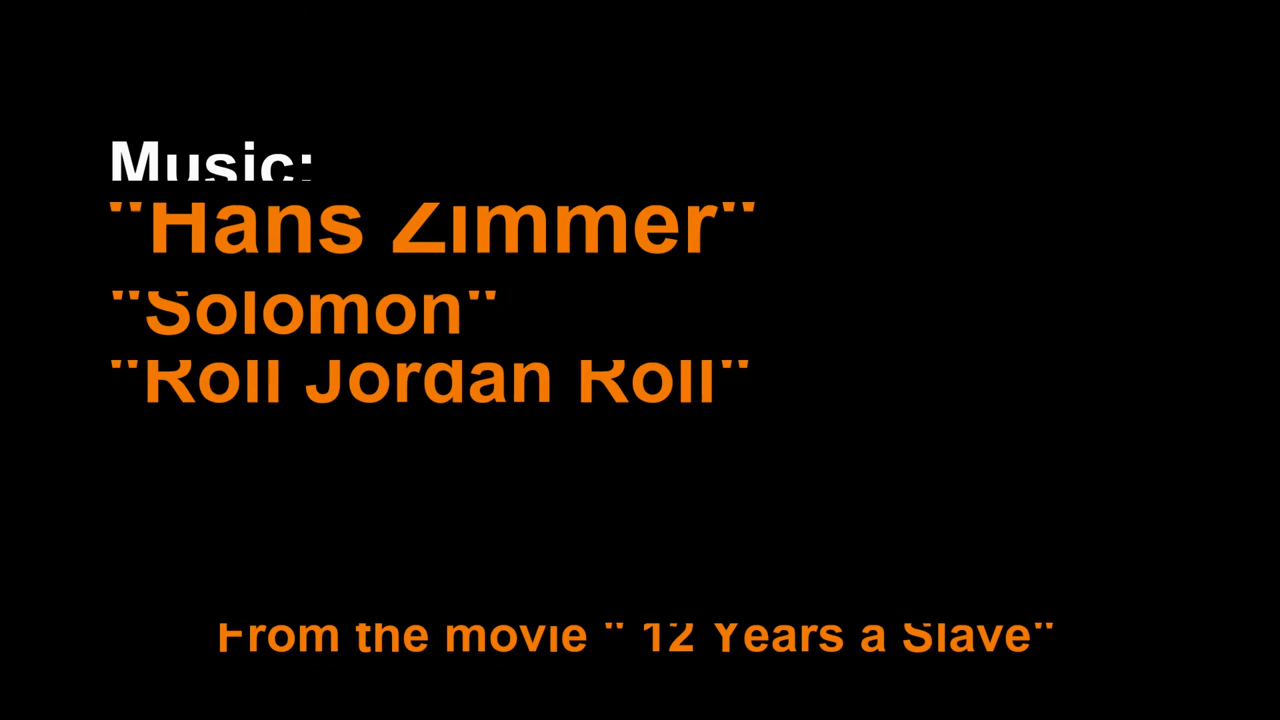 Music:
"Hans Zimmer"
"Solomon"
"Roll Jordan Roll"
From the movie " 12 Years a Slave"